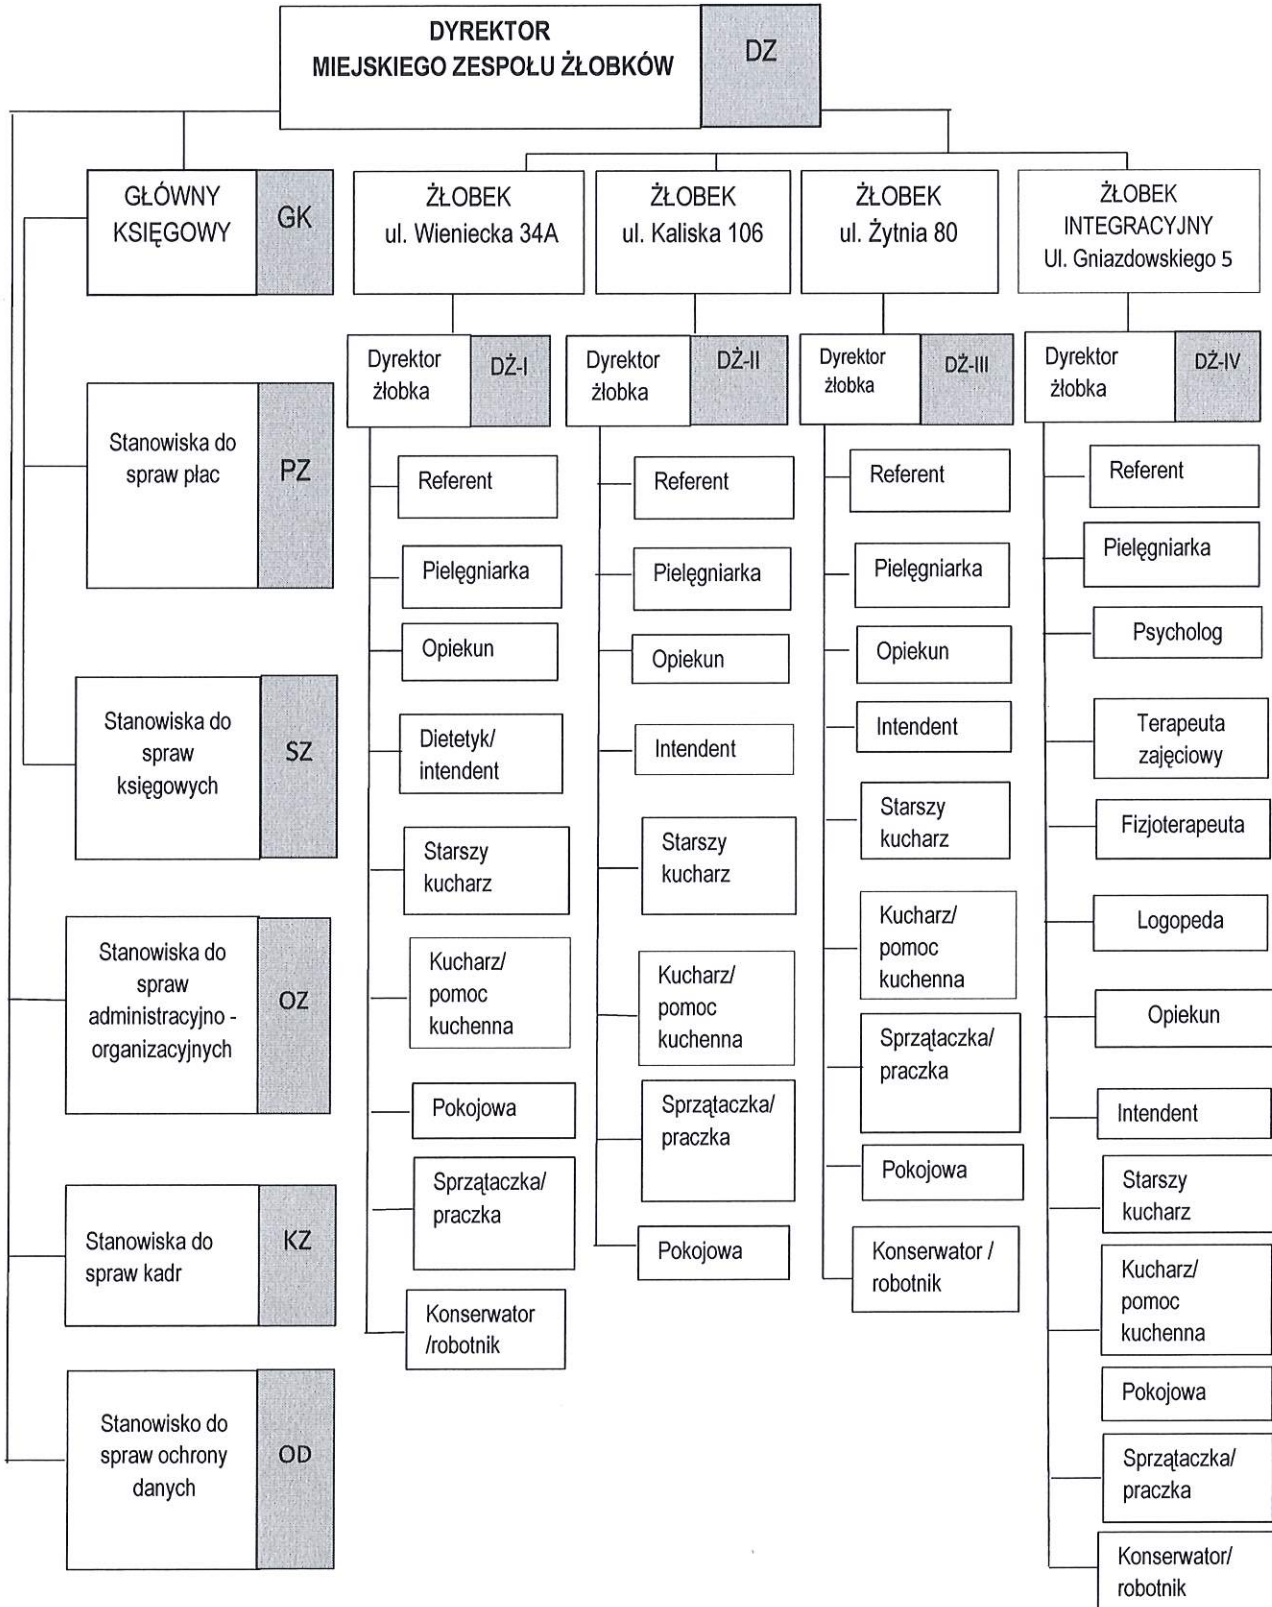 DYREKTOR
MIEJSKIEGO ZESPOŁU ŻŁOBKÓW
DZ
GŁÓWNY
KSIĘGOWY
GK
Stanowiska do
spraw płac
PZ
Stanowiska do
spraw
księgowych
SZ
Stanowiska do
spraw
administracyjno -
organizacyjnych
OZ
Stanowiska do
spraw kadr
KZ
Stanowisko do
spraw ochrony
danych
OD
ŻŁOBEK
ul. Wieniecka 34A
Dyrektor
żłobka
DŻ-I
Referent
Pielęgniarka
Opiekun
Dietetyk/
intendent
Starszy
kucharz
Kucharz/
pomoc
kuchenna
Pokojowa
Sprzątaczka/
praczka
Konserwator
/robotnik
ŻŁOBEK
ul. Kaliska 106
Dyrektor
żłobka
DŻ-II
Referent
Pielęgniarka
Opiekun
Intendent
Starszy
kucharz
Kucharz/
pomoc
kuchenna
Sprzątaczka/
praczka
Pokojowa
ŻŁOBEK
ul. Żytnia 80
Dyrektor
żłobka
DŻ-III
Referent
Pielęgniarka
Opiekun
Intendent
Starszy
kucharz
Kucharz/
pomoc
kuchenna
Sprzątaczka/
praczka
Pokojowa
Konserwator /
robotnik
ŻŁOBEK
INTEGRACYJNY
Ul. Gniazdowskiego 5
Dyrektor
żłobka
DŻ-IV
Referent
Pielęgniarka
Psycholog
Terapeuta
zajęciowy
Fizjoterapeuta
Logopeda
Opiekun
Intendent
Starszy
kucharz
Kucharz/
pomoc
kuchenna
Pokojowa
Sprzątaczka/
praczka
Konserwator/
robotnik